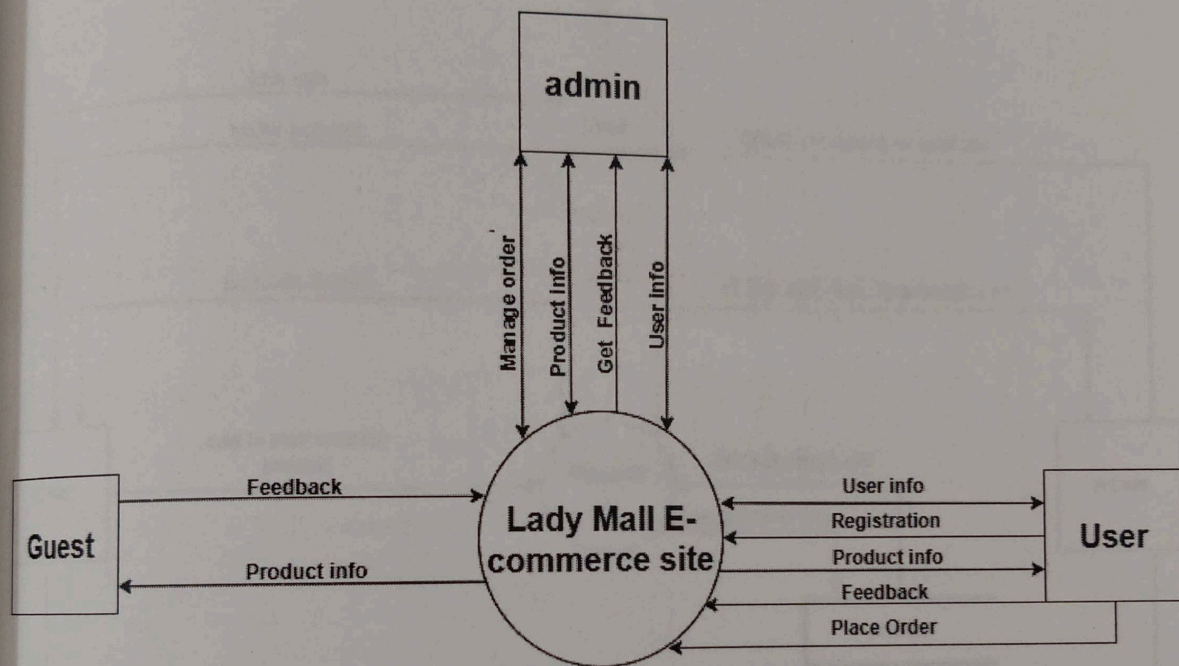 admin
Manage order
Product Info
Get Feedback
User info
Feedback
Guest
Product info
Lady Mall E-
commerce site
User info
Registration
Product info
Feedback
Place Order
User